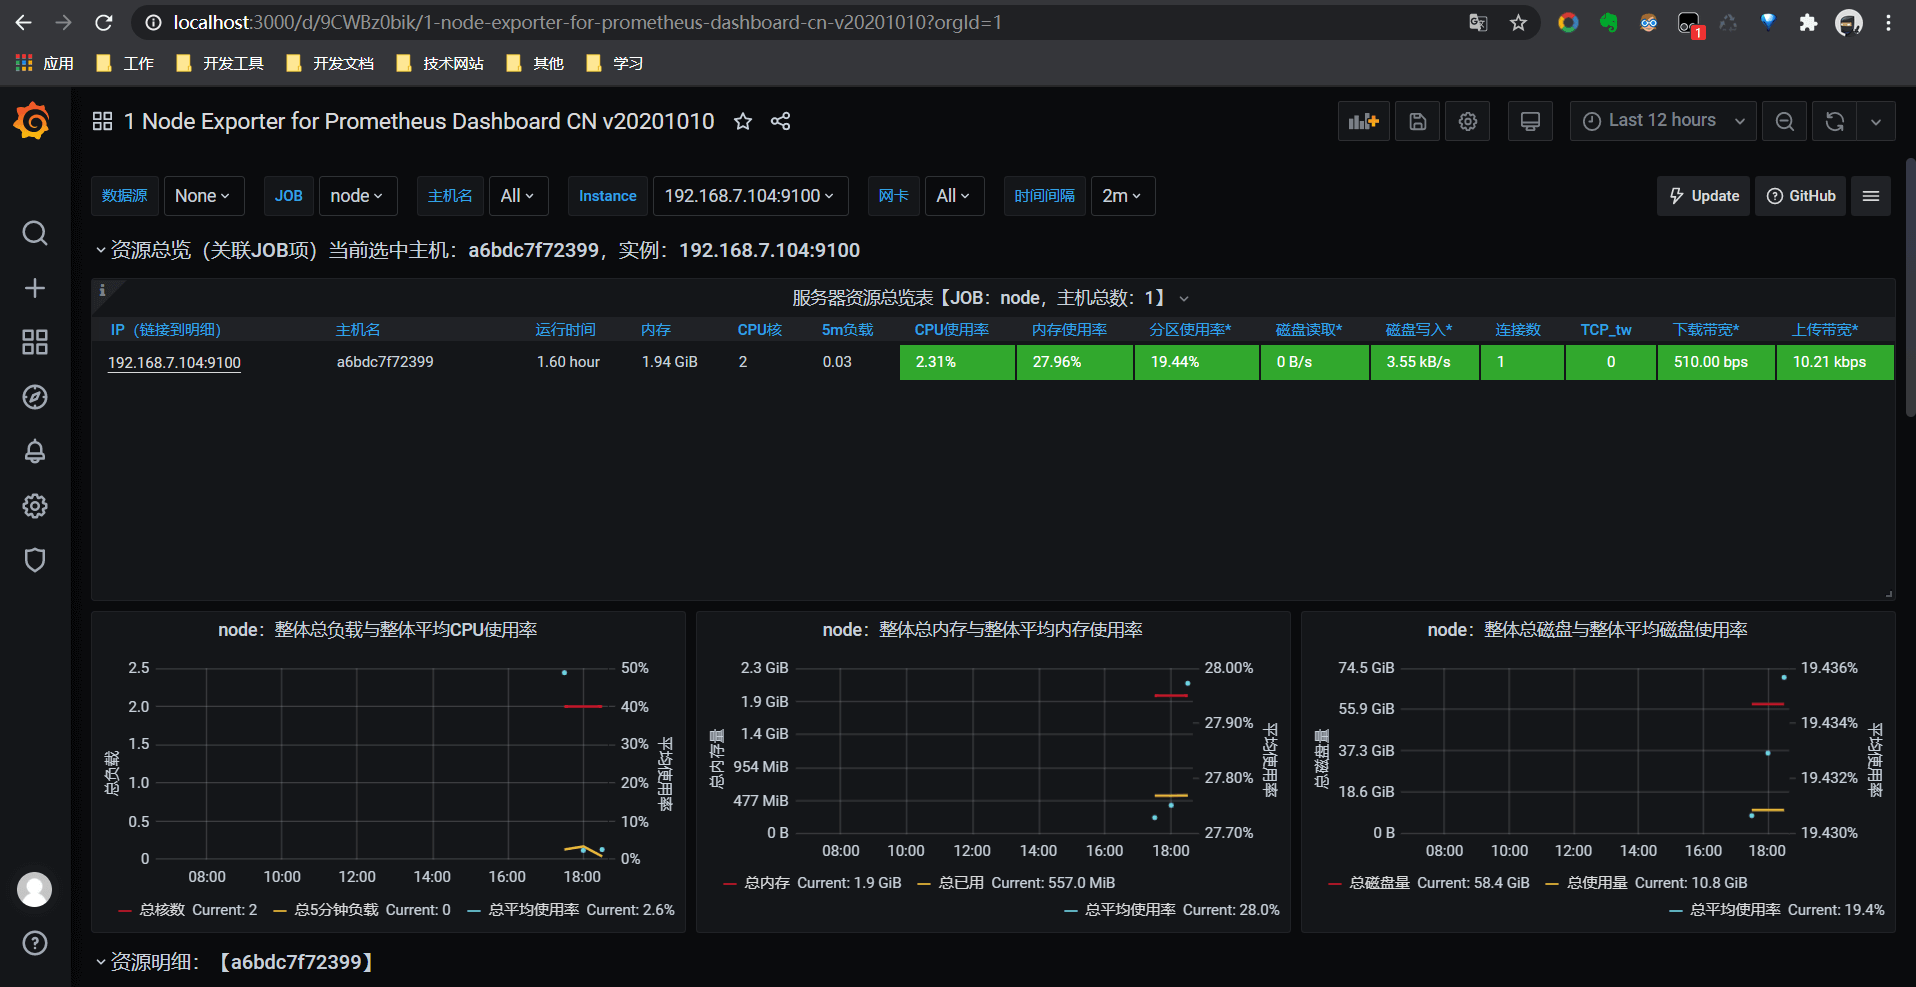 localhost:3000/d/9CWBz0bik/1-node-exporter-for-prometheus-dashboard-cn-v20201010?orgId=1
1
应用 工作 开发工具 开发文档 技术网站 其他 学习
1 Node Exporter for Prometheus Dashboard CN v20201010
Last 12 hours
数据源 None JOB node 主机名 All Instance 192.168.7.104:9100 网卡 All 时间间隔 2m Update GitHub
资源总览（关联JOB项）当前选中主机：a6bdc7f72399，实例：192.168.7.104:9100
服务器资源总览表【JOB：node，主机总数：1】
IP（链接到明细） 主机名 运行时间 内存 CPU核 5m负载 CPU使用率 内存使用率 分区使用率* 磁盘读取* 磁盘写入* 连接数 TCP_tw 下载带宽* 上传带宽*
192.168.7.104:9100 a6bdc7f72399 1.60 hour 1.94 GiB 2 0.03 2.31% 27.96% 19.44% 0 B/s 3.55 kB/s 1 0 510.00 bps 10.21 kbps
node：整体总负载与整体平均CPU使用率
总负载
2.5
2.0
1.5
1.0
0.5
0
50%
40%
30%
20%
10%
0%
平均使用率
08:00 10:00 12:00 14:00 16:00 18:00
总核数 Current: 2 总5分钟负载 Current: 0 总平均使用率 Current: 2.6%
node：整体总内存与整体平均内存使用率
总内存量
2.3 GiB
1.9 GiB
1.4 GiB
954 MiB
477 MiB
0 B
28.00%
27.90%
27.80%
27.70%
平均使用率
08:00 10:00 12:00 14:00 16:00 18:00
总内存 Current: 1.9 GiB 总已用 Current: 557.0 MiB
总平均使用率 Current: 28.0%
node：整体总磁盘与整体平均磁盘使用率
总磁盘量
74.5 GiB
55.9 GiB
37.3 GiB
18.6 GiB
0 B
19.436%
19.434%
19.432%
19.430%
平均使用率
08:00 10:00 12:00 14:00 16:00 18:00
总磁盘量 Current: 58.4 GiB 总使用量 Current: 10.8 GiB
总平均使用率 Current: 19.4%
资源明细：【a6bdc7f72399】